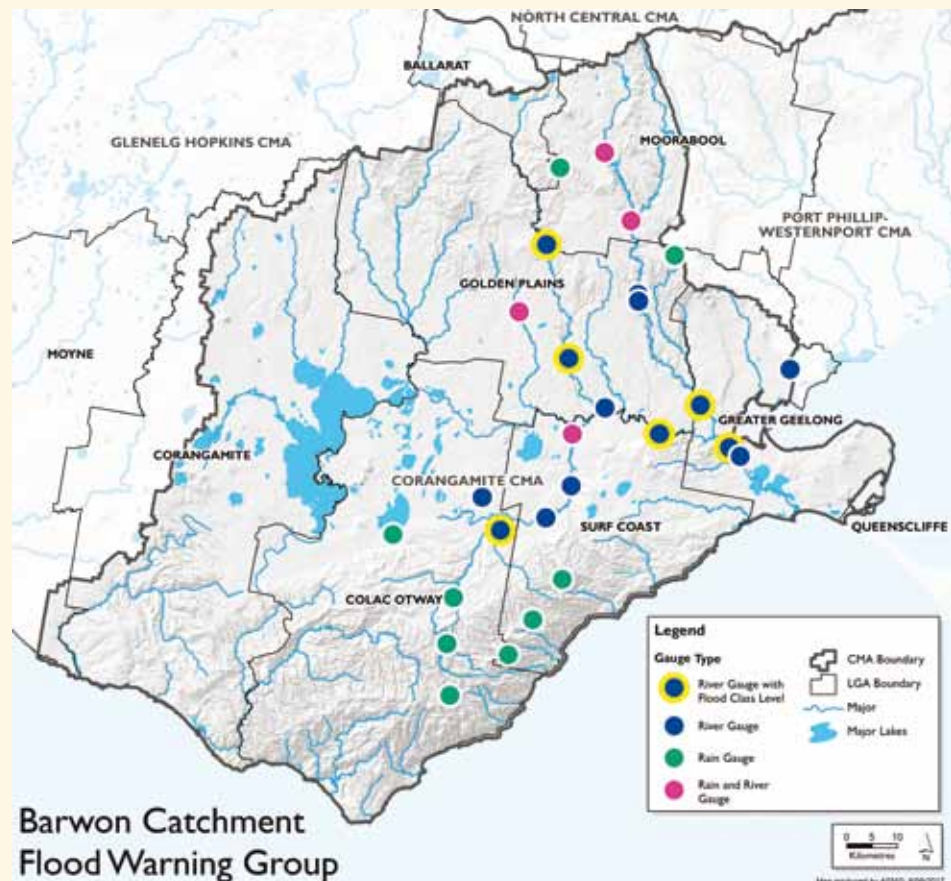 NORTH CENTRAL CMA
BALLARAT
GLENELG HOPKINS CMA
MOORABOOL
PORT PHILLIP-
WESTERNPORT CMA
GOLDEN PLAINS
MOYNE
GREATER GEELONG
CORANGAMITE
CORANGAMITE CMA
SURF COAST
QUEENSCLIFFE
COLAC OTWAY
Legend
Gauge Type
River Gauge with
Flood Class Level
River Gauge
Rain Gauge
Rain and River
Gauge
CMA Boundary
LGA Boundary
Major
Major Lakes
Barwon Catchment
Flood Warning Group
0 5 10
Kilometres
N
Map produced by